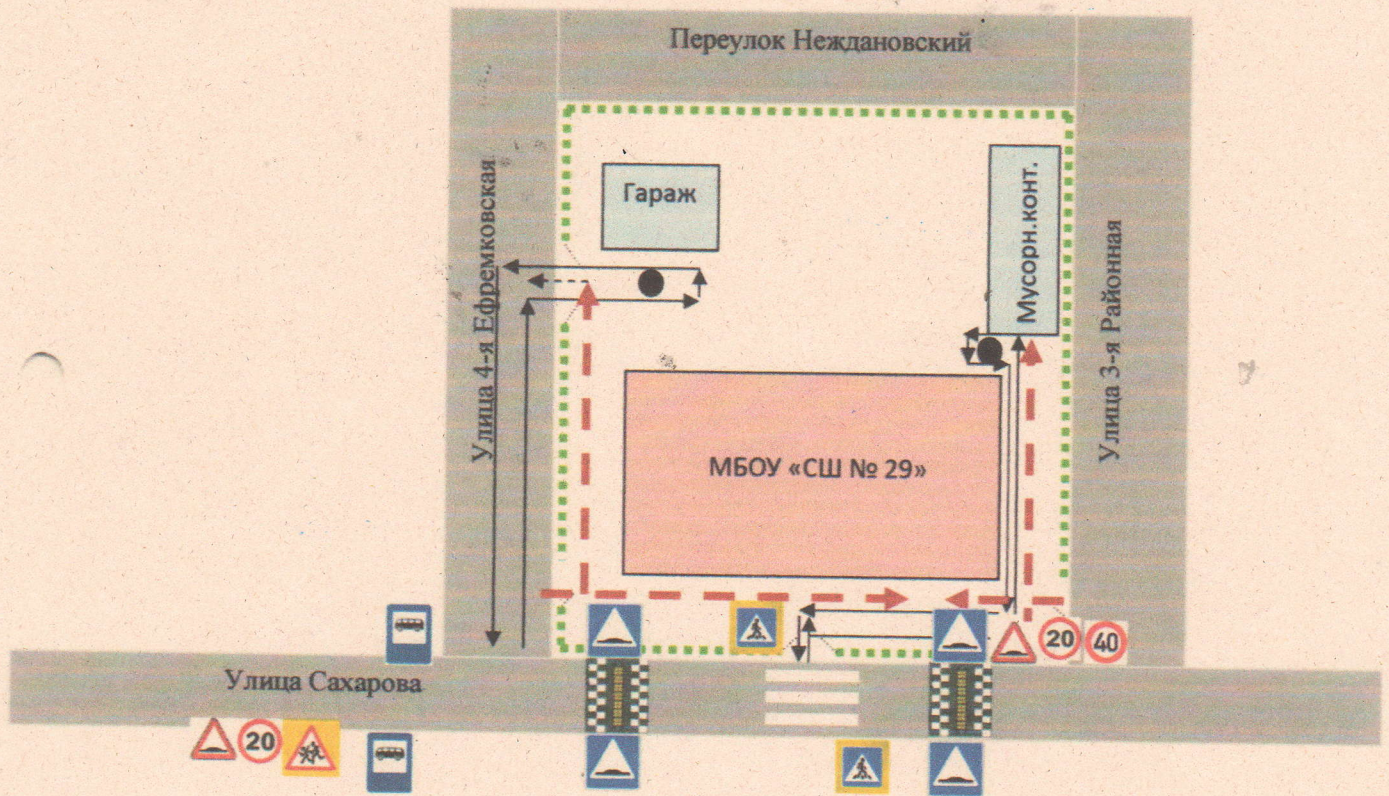 Переулок Неждановский
Гараж
Мусорн.конт.
Улица 4-я Ефремковская
Улица 3-я Районная
МБОУ «СШ № 29»
20
40
Улица Сахарова
20